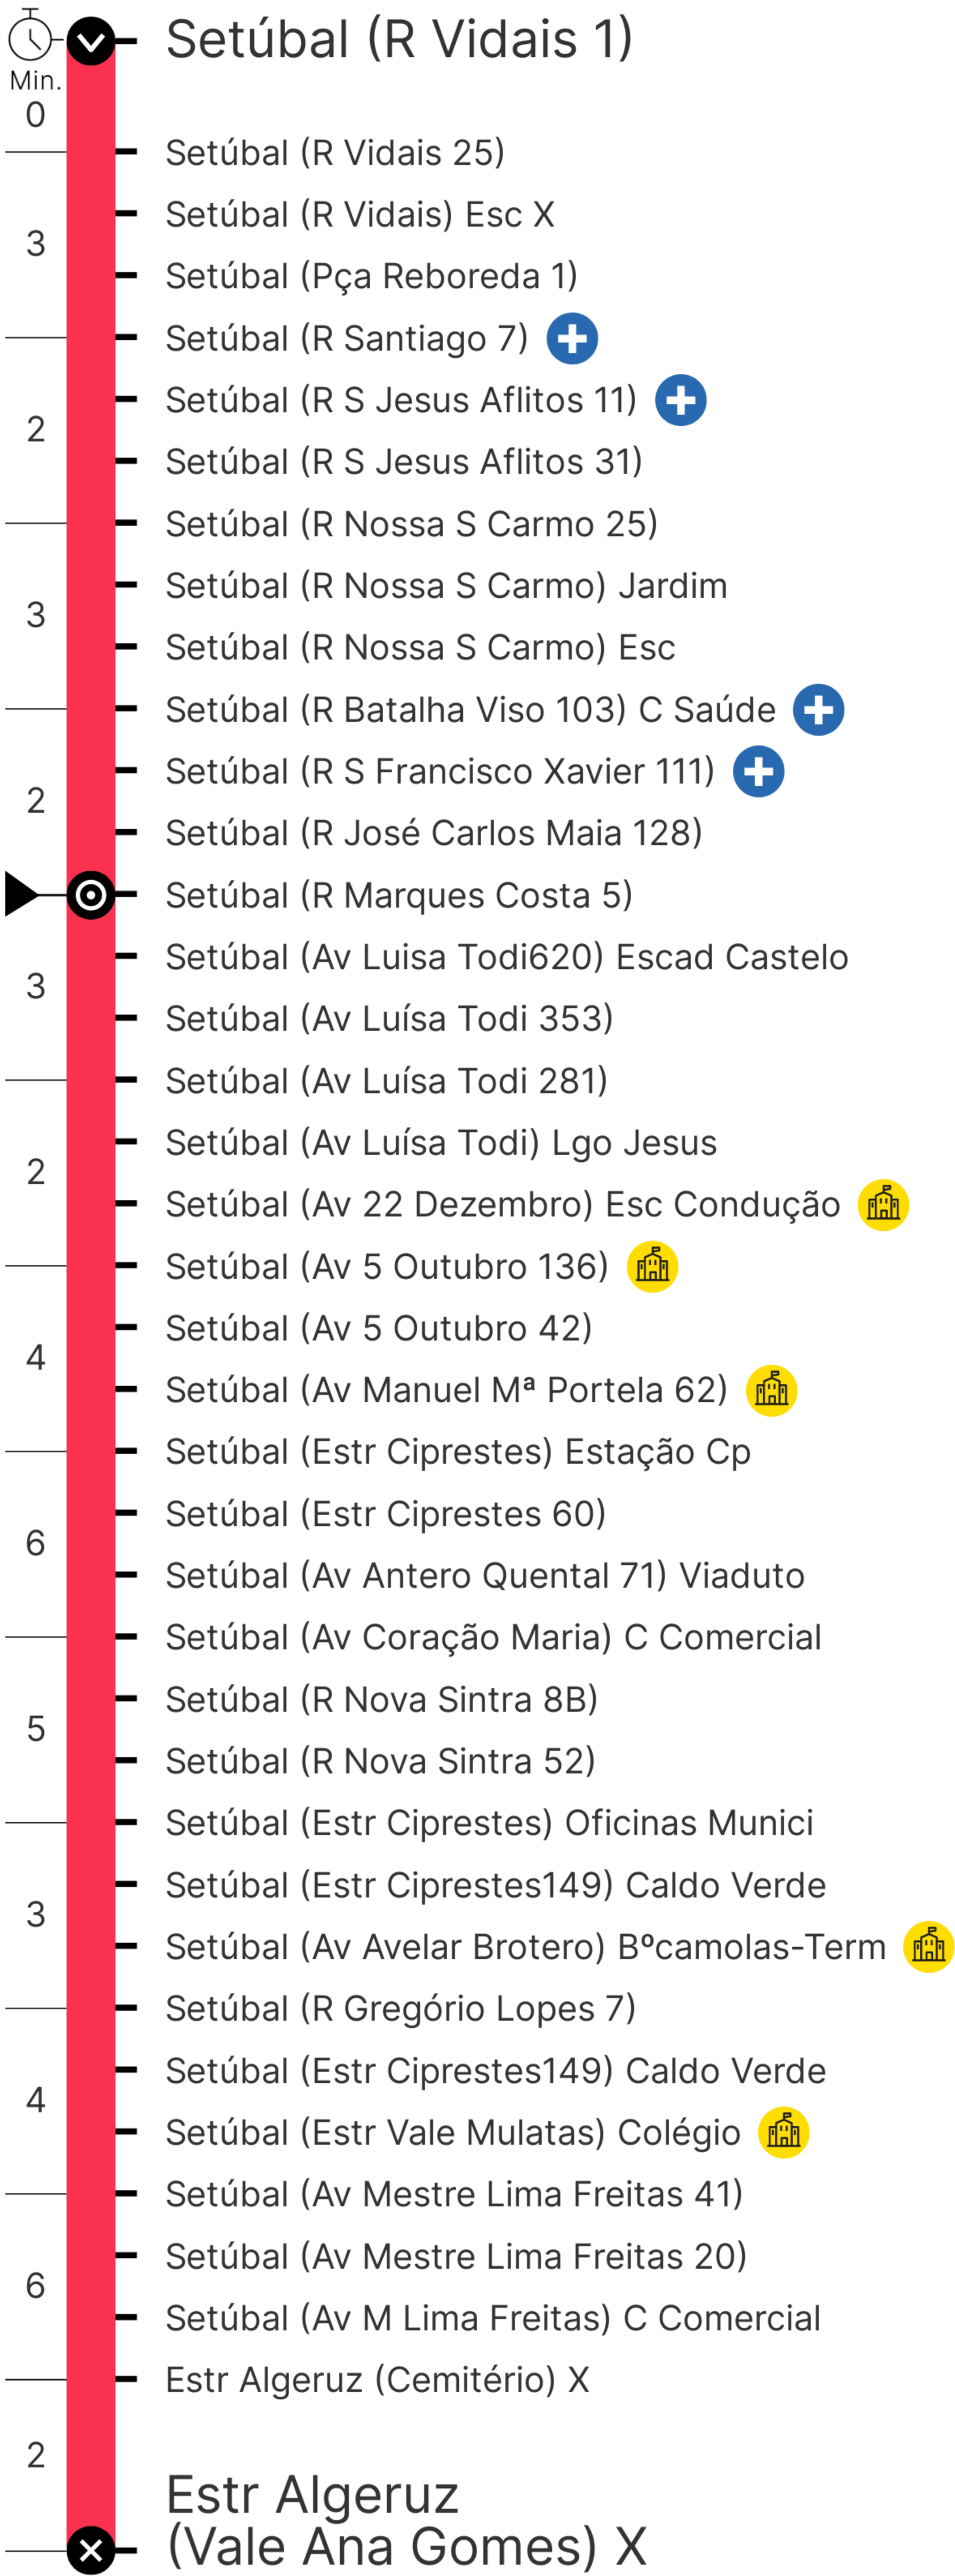 Setúbal (R Vidais 1)
Min.
0
Setúbal (R Vidais 25)
Setúbal (R Vidais) Esc X
3
Setúbal (Pça Reboreda 1)
Setúbal (R Santiago 7)
Setúbal (R S Jesus Aflitos 11)
2
Setúbal (R S Jesus Aflitos 31)
Setúbal (R Nossa S Carmo 25)
Setúbal (R Nossa S Carmo) Jardim
3
Setúbal (R Nossa S Carmo) Esc
Setúbal (R Batalha Viso 103) C Saúde
Setúbal (R S Francisco Xavier 111)
2
Setúbal (R José Carlos Maia 128)
Setúbal (R Marques Costa 5)
Setúbal (Av Luisa Todi620) Escad Castelo
3
Setúbal (Av Luísa Todi 353)
Setúbal (Av Luísa Todi 281)
Setúbal (Av Luísa Todi) Lgo Jesus
2
Setúbal (Av 22 Dezembro) Esc Condução
Setúbal (Av 5 Outubro 136)
Setúbal (Av 5 Outubro 42)
4
Setúbal (Av Manuel Mª Portela 62)
Setúbal (Estr Ciprestes) Estação Cp
Setúbal (Estr Ciprestes 60)
6
Setúbal (Av Antero Quental 71) Viaduto
Setúbal (Av Coração Maria) C Comercial
Setúbal (R Nova Sintra 8B)
5
Setúbal (R Nova Sintra 52)
Setúbal (Estr Ciprestes) Oficinas Munici
Setúbal (Estr Ciprestes149) Caldo Verde
3
Setúbal (Av Avelar Brotero) Bºcamolas-Term
Setúbal (R Gregório Lopes 7)
Setúbal (Estr Ciprestes149) Caldo Verde
4
Setúbal (Estr Vale Mulatas) Colégio
Setúbal (Av Mestre Lima Freitas 41)
Setúbal (Av Mestre Lima Freitas 20)
6
Setúbal (Av M Lima Freitas) C Comercial
Estr Algeruz (Cemitério) X
2
Estr Algeruz
(Vale Ana Gomes) X